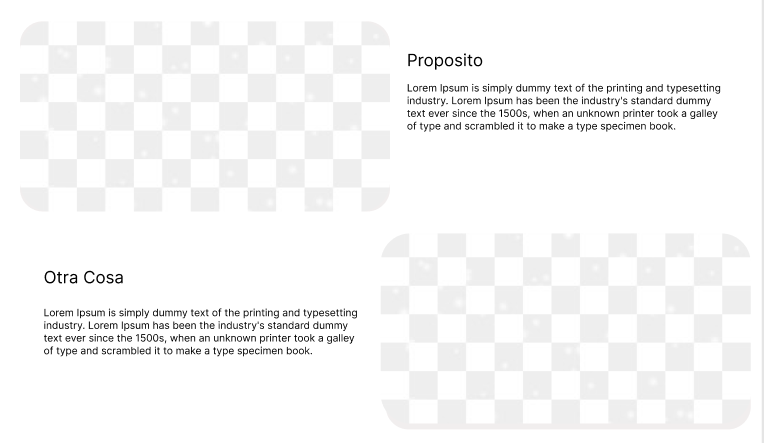 Proposito
Lorem Ipsum is simply dummy text of the printing and typesetting
industry. Lorem Ipsum has been the industry's standard dummy
text ever since the 1500s, when an unknown printer took a galley
of type and scrambled it to make a type specimen book.
Otra Cosa
Lorem Ipsum is simply dummy text of the printing and typesetting
industry. Lorem Ipsum has been the industry's standard dummy
text ever since the 1500s, when an unknown printer took a galley
of type and scrambled it to make a type specimen book.